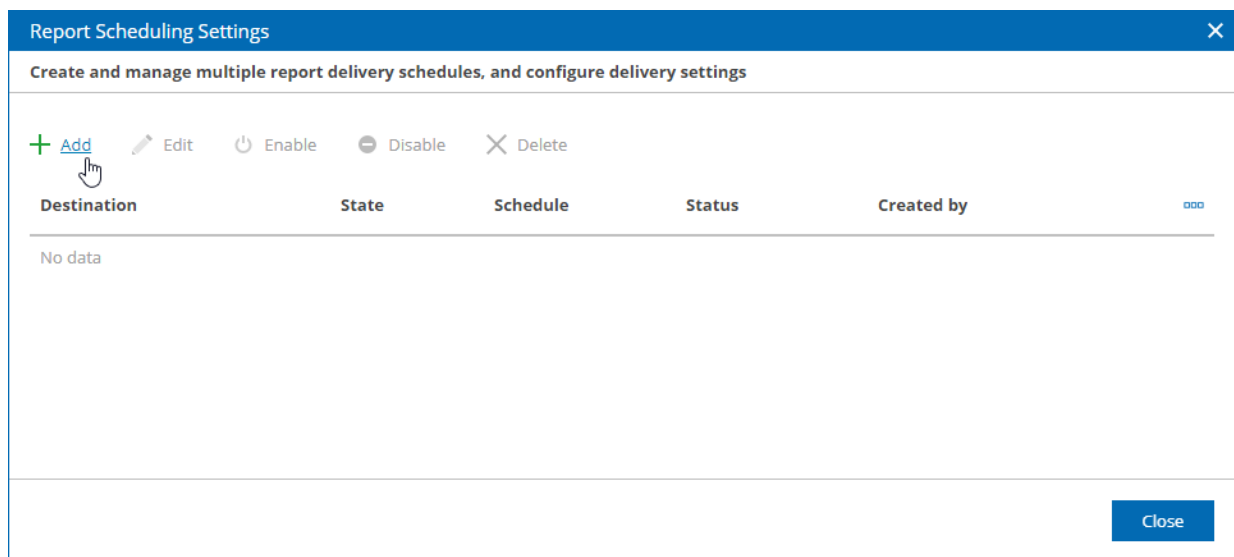 Report Scheduling Settings
Create and manage multiple report delivery schedules, and configure delivery settings
Add Edit Enable Disable Delete
Destination State Schedule Status Created by
No data
Close